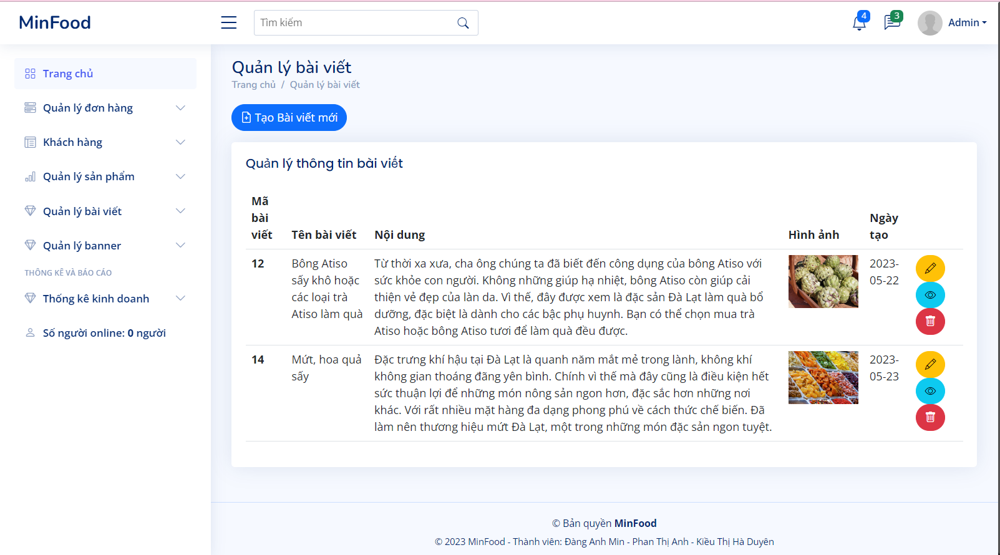 MinFood
Tìm kiếm
4
3
Admin
Trang chủ
Quản lý đơn hàng
Khách hàng
Quản lý sản phẩm
Quản lý bài viết
Quản lý banner
THỐNG KÊ VÀ BÁO CÁO
Thống kê kinh doanh
Số người online: 0 người
Quản lý bài viết
Trang chủ / Quản lý bài viết
Tạo Bài viết mới
Quản lý thông tin bài viết
Mã
bài
viết
Tên bài viết
Nội dung
Hình ảnh
Ngày
tạo
12
Bông Atiso
sấy khô hoặc
các loại trà
Atiso làm quà
Từ thời xa xưa, cha ông chúng ta đã biết đến công dụng của bông Atiso với
sức khỏe con người. Không những giúp hạ nhiệt, bông Atiso còn giúp cải
thiện vẻ đẹp của làn da. Vì thế, đây được xem là đặc sản Đà Lạt làm quà bổ
dưỡng, đặc biệt là dành cho các bậc phụ huynh. Bạn có thể chọn mua trà
Atiso hoặc bông Atiso tươi để làm quà đều được.
2023-
05-22
14
Mứt, hoa quả
sấy
Đặc trưng khí hậu tại Đà Lạt là quanh năm mát mẻ trong lành, không khí
không gian thoáng đãng yên bình. Chính vì thế mà đây cũng là điều kiện hết
sức thuận lợi để những món nông sản ngon hơn, đặc sắc hơn những nơi
khác. Với rất nhiều mặt hàng đa dạng phong phú về cách thức chế biến. Đã
làm nên thương hiệu mứt Đà Lạt, một trong những món đặc sản ngon tuyệt.
2023-
05-23
© Bản quyền MinFood
© 2023 MinFood - Thành viên: Đàng Anh Min - Phan Thị Anh - Kiều Thị Hà Duyên